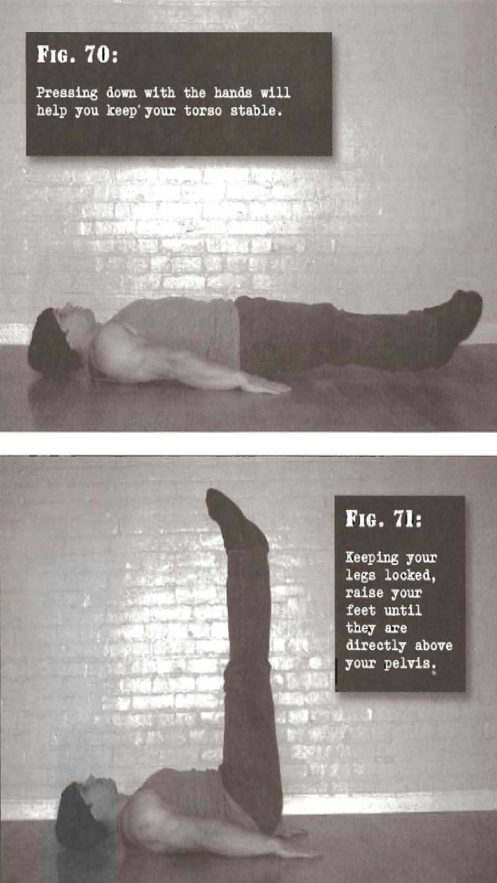 FIG. 70:
Pressing down with the hands will
help you keep your torso stable.
FIG. 71:
Keeping your
legs locked,
raise your
feet until
they are
directly above
your pelvis.